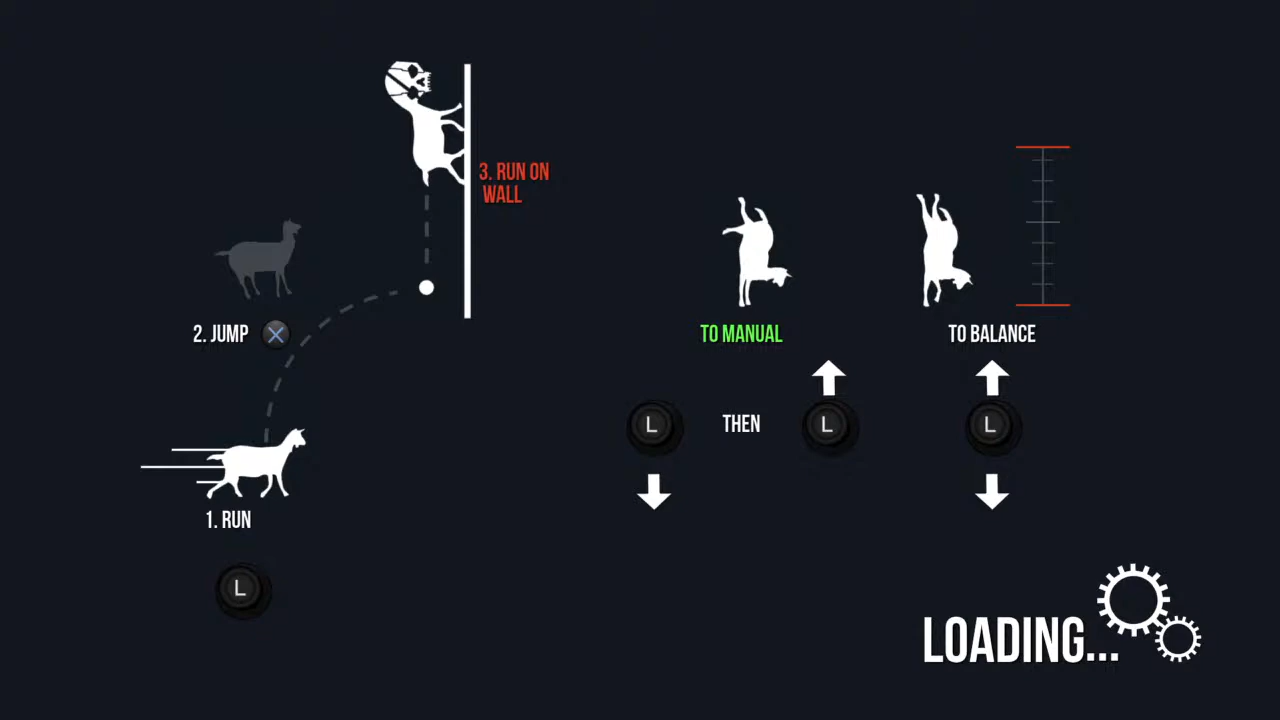 3. RUN ON
WALL
2. JUMP
TO MANUAL
TO BALANCE
L
THEN
L
L
1. RUN
L
LOADING...